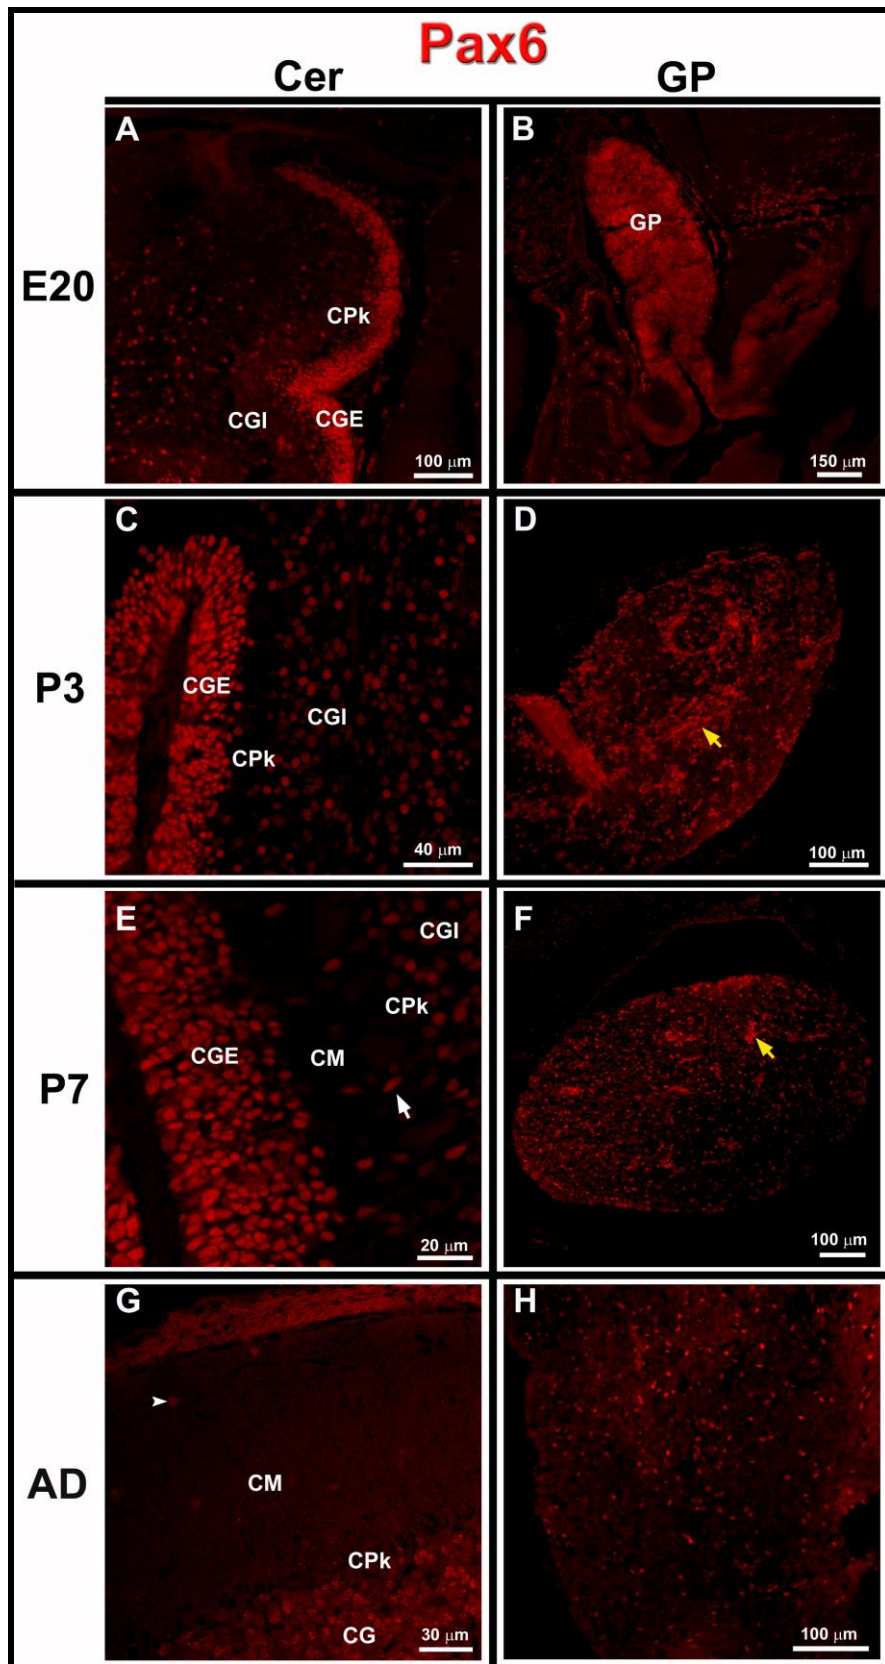 Pax6
Cer GP
E20
A
CPk
CGI CGE
100 µm
B
GP
150 µm
P3
C
CGE
CGI
CPk
40 µm
D
100 µm
P7
E
CGI
CPk
CGE CM
20 µm
F
100 µm
AD
G
CM
CPk
CG
30 µm
H
100 µm